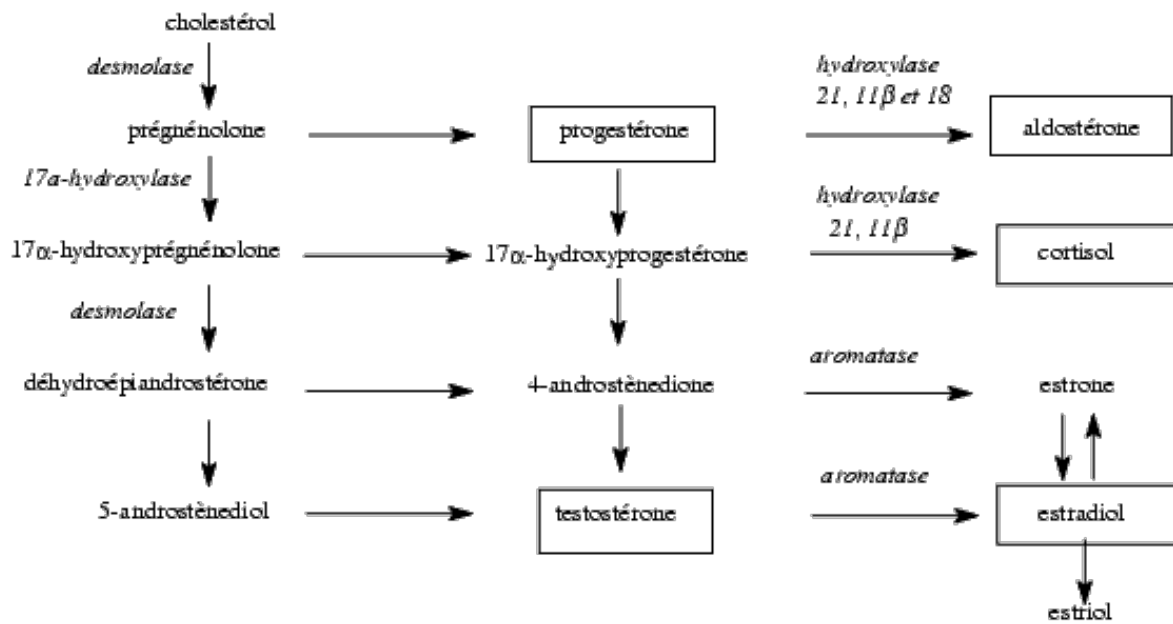 cholestérol
desmolase
hydroxylase
21, 11β et 18
prégnénolone
progestérone
aldostérone
17a-hydroxylase
hydroxylase
21, 11β
17α-hydroxyprégnénolone
17α-hydroxyprogestérone
cortisol
desmolase
aromatase
déhydroépiandrostérone
4-androstènedione
estrone
aromatase
5-androstènediol
testostérone
estradiol
estriol